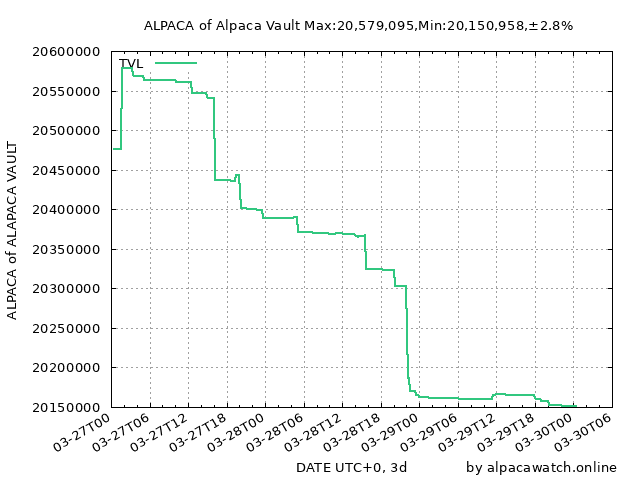 ALPACA of Alpaca Vault Max:20,579,095,Min:20,150,958,±2.8%
TVL
20600000
20550000
20500000
20450000
20400000
20350000
20300000
20250000
20200000
20150000
ALPACA of ALAPACA VAULT
03-27T00
03-27T06
03-27T12
03-27T18
03-28T00
03-28T06
03-28T12
03-28T18
03-29T00
03-29T06
03-29T12
03-29T18
03-30T00
03-30T06
DATE UTC+0, 3d
by alpacawatch.online